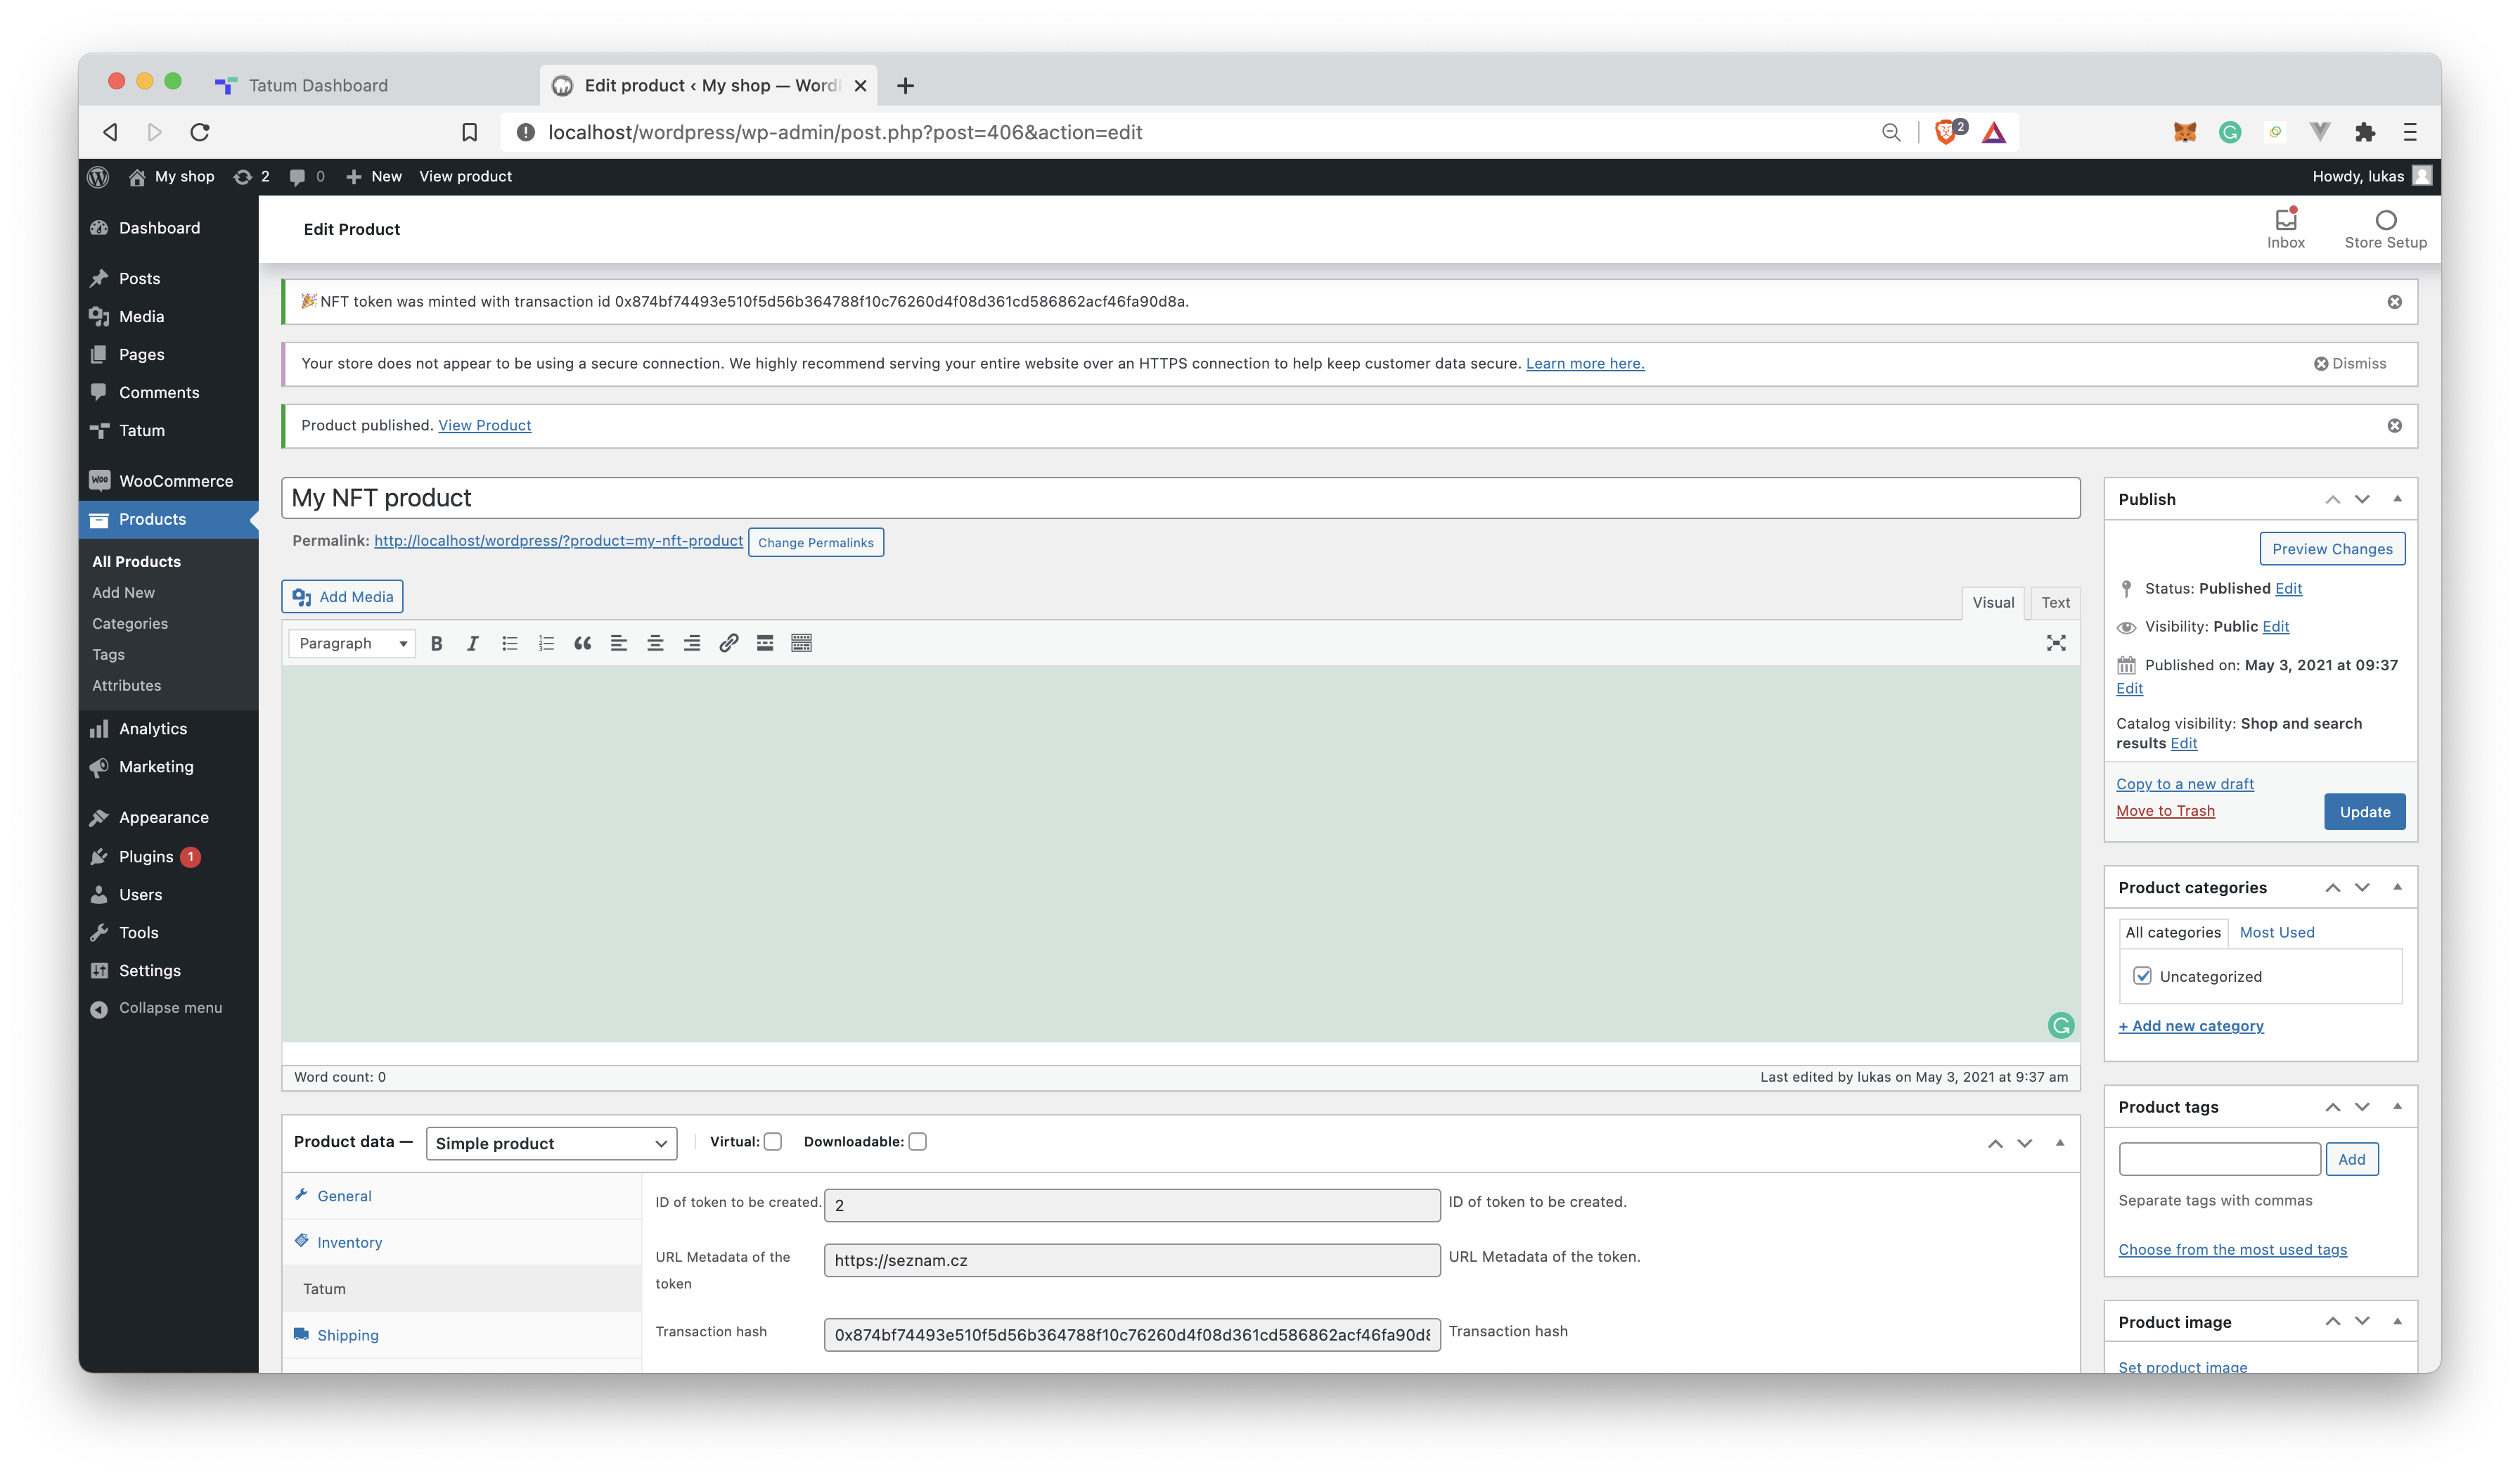 Tatum Dashboard
Edit product ‹ My shop — Word
localhost/wordpress/wp-admin/post.php?post=406&action=edit
2
My shop 2 0 New View product
Howdy, lukas
Dashboard
Posts
Media
Pages
Comments
Tatum
WooCommerce
Products
All Products
Add New
Categories
Tags
Attributes
Analytics
Marketing
Appearance
Plugins 1
Users
Tools
Settings
Collapse menu
Edit Product
Inbox
Store Setup
🎉NFT token was minted with transaction id 0x874bf74493e510f5d56b364788f10c76260d4f08d361cd586862acf46fa90d8a.
Your store does not appear to be using a secure connection. We highly recommend serving your entire website over an HTTPS connection to help keep customer data secure. Learn more here.
Dismiss
Product published. View Product
My NFT product
Permalink: http://localhost/wordpress/?product=my-nft-product Change Permalinks
Add Media
Visual Text
Paragraph
Word count: 0
Last edited by lukas on May 3, 2021 at 9:37 am
Product data — Simple product Virtual: Downloadable:
General
Inventory
Tatum
Shipping
ID of token to be created. 2 ID of token to be created.
URL Metadata of the token https://seznam.cz URL Metadata of the token.
Transaction hash 0x874bf74493e510f5d56b364788f10c76260d4f08d361cd586862acf46fa90d8 Transaction hash
Publish
Preview Changes
Status: Published Edit
Visibility: Public Edit
Published on: May 3, 2021 at 09:37
Edit
Catalog visibility: Shop and search
results Edit
Copy to a new draft
Move to Trash
Update
Product categories
All categories Most Used
Uncategorized
+ Add new category
Product tags
Add
Separate tags with commas
Choose from the most used tags
Product image
Set product image